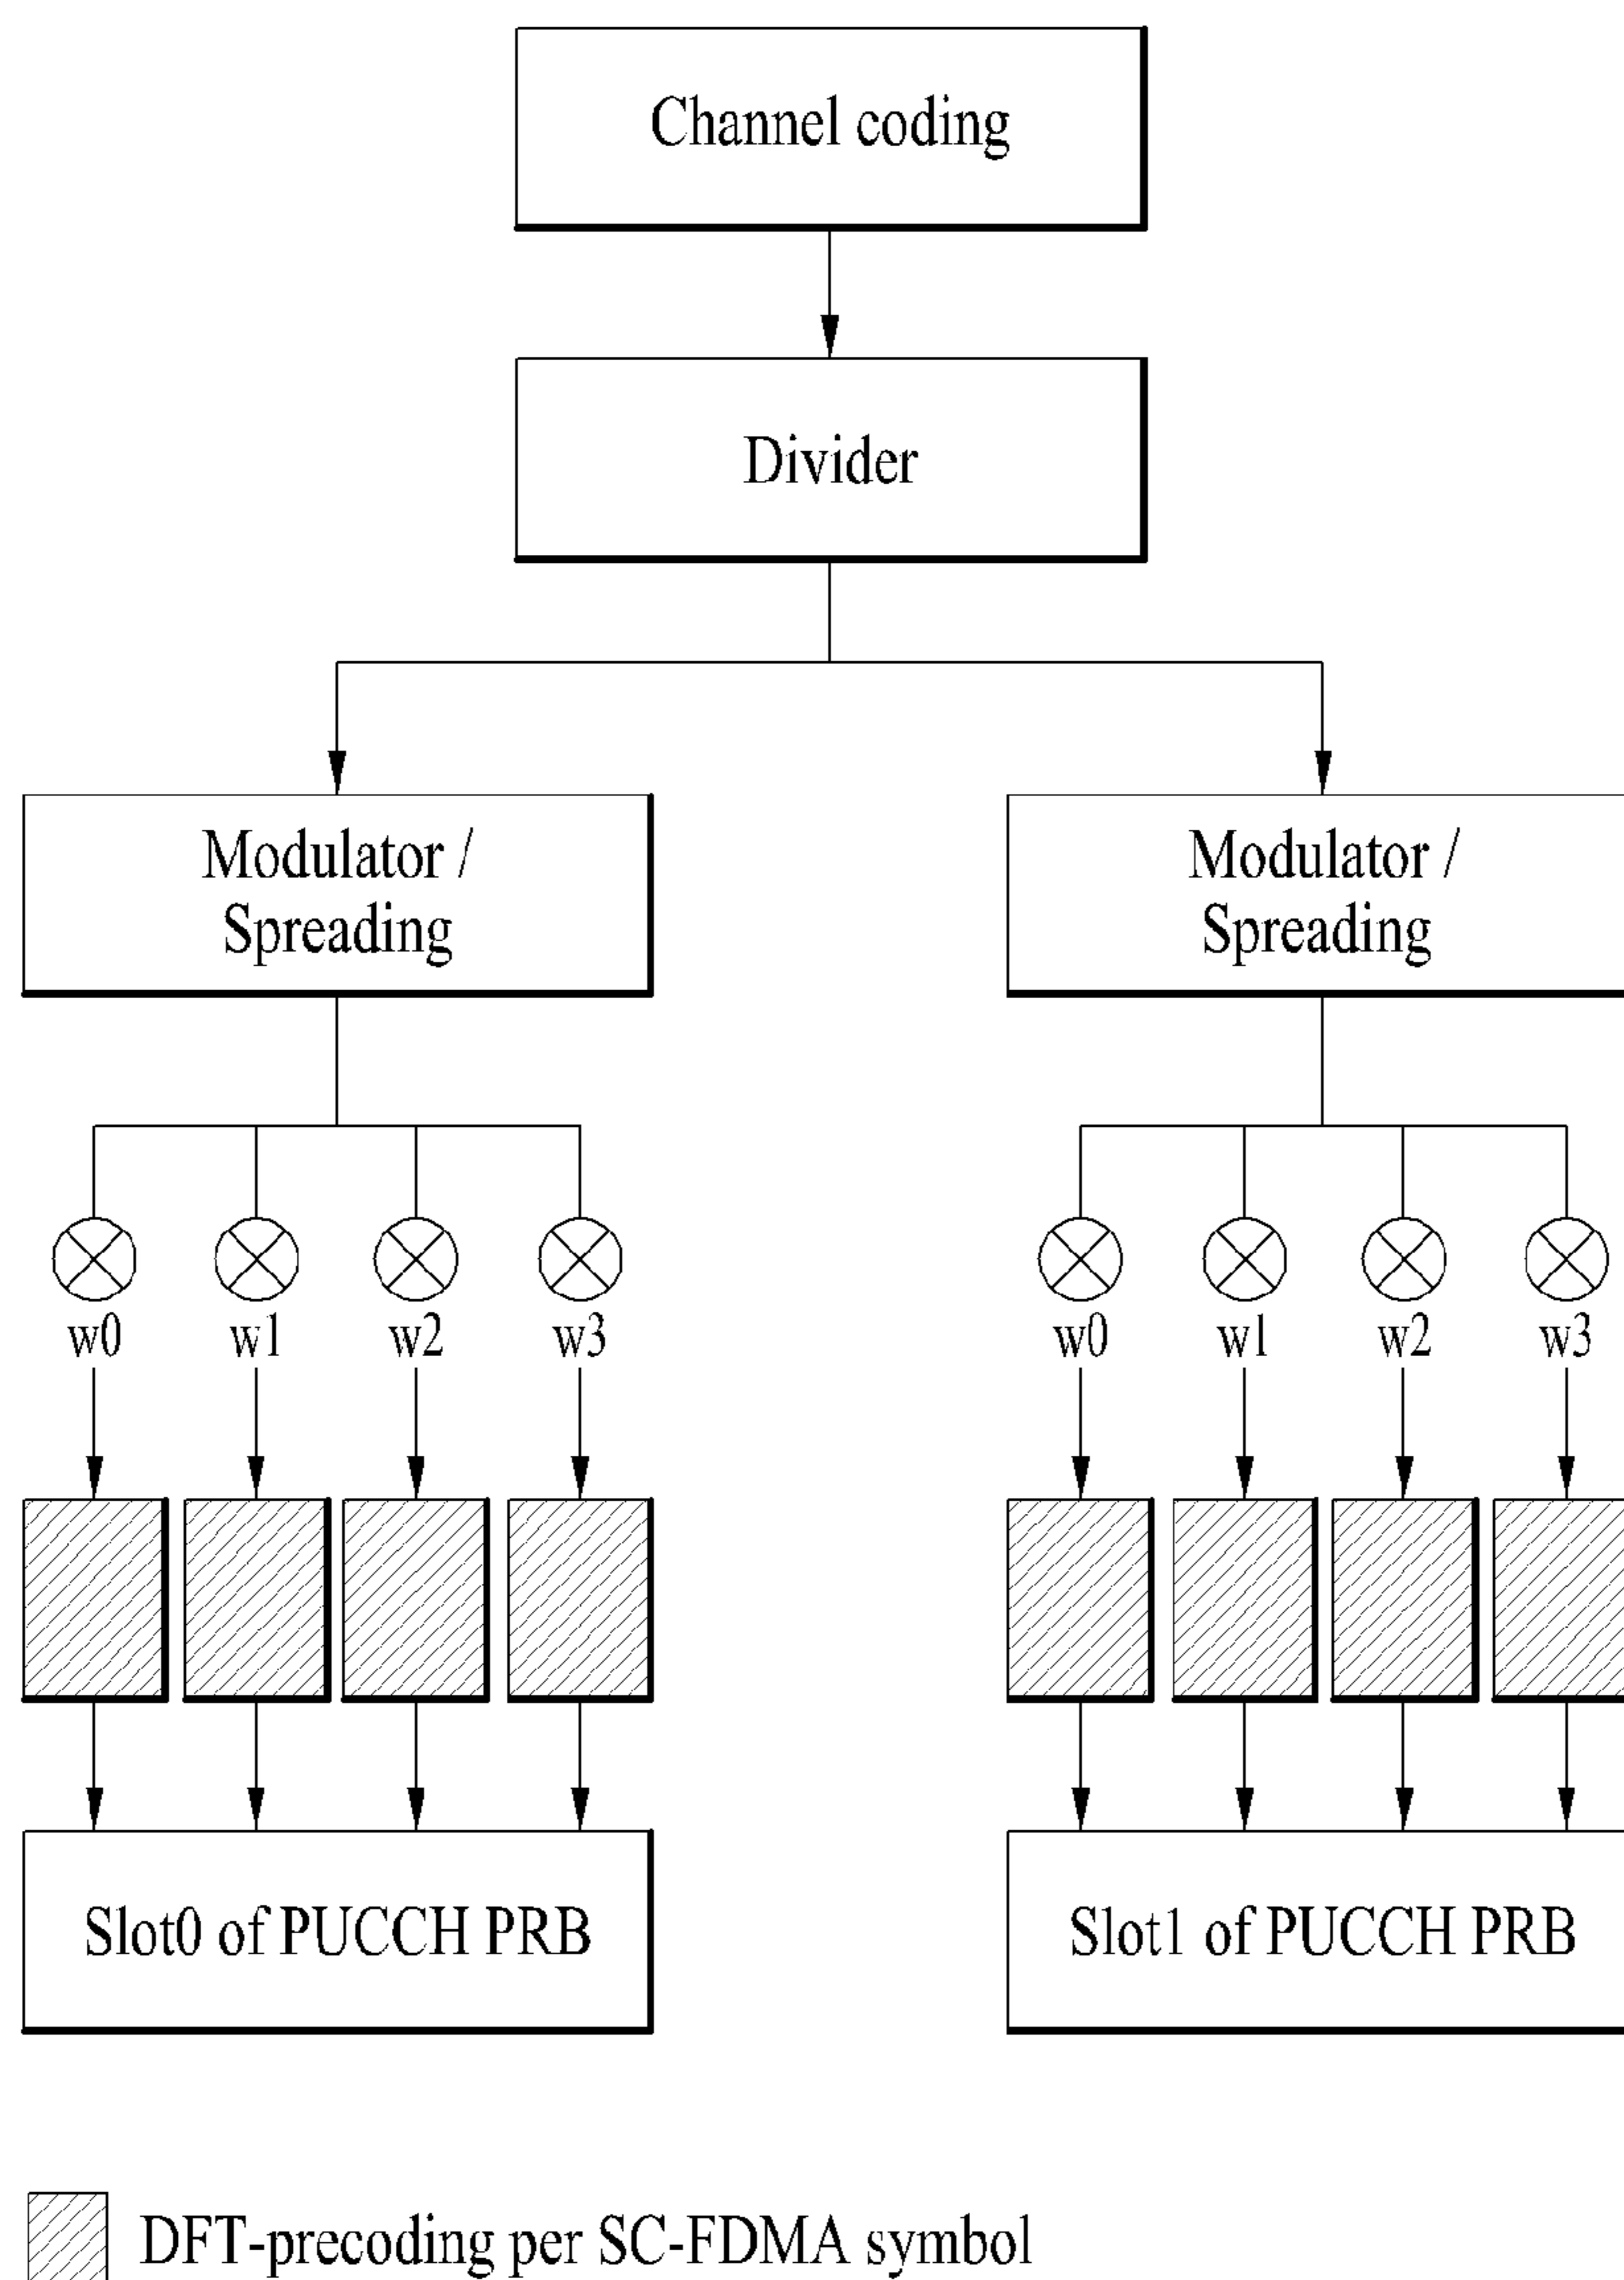 Channel coding
Divider
Modulator /
Spreading
Modulator /
Spreading
w0 w1 w2 w3
w0 w1 w2 w3
Slot0 of PUCCH PRB
Slot1 of PUCCH PRB
DFT-precoding per SC-FDMA symbol